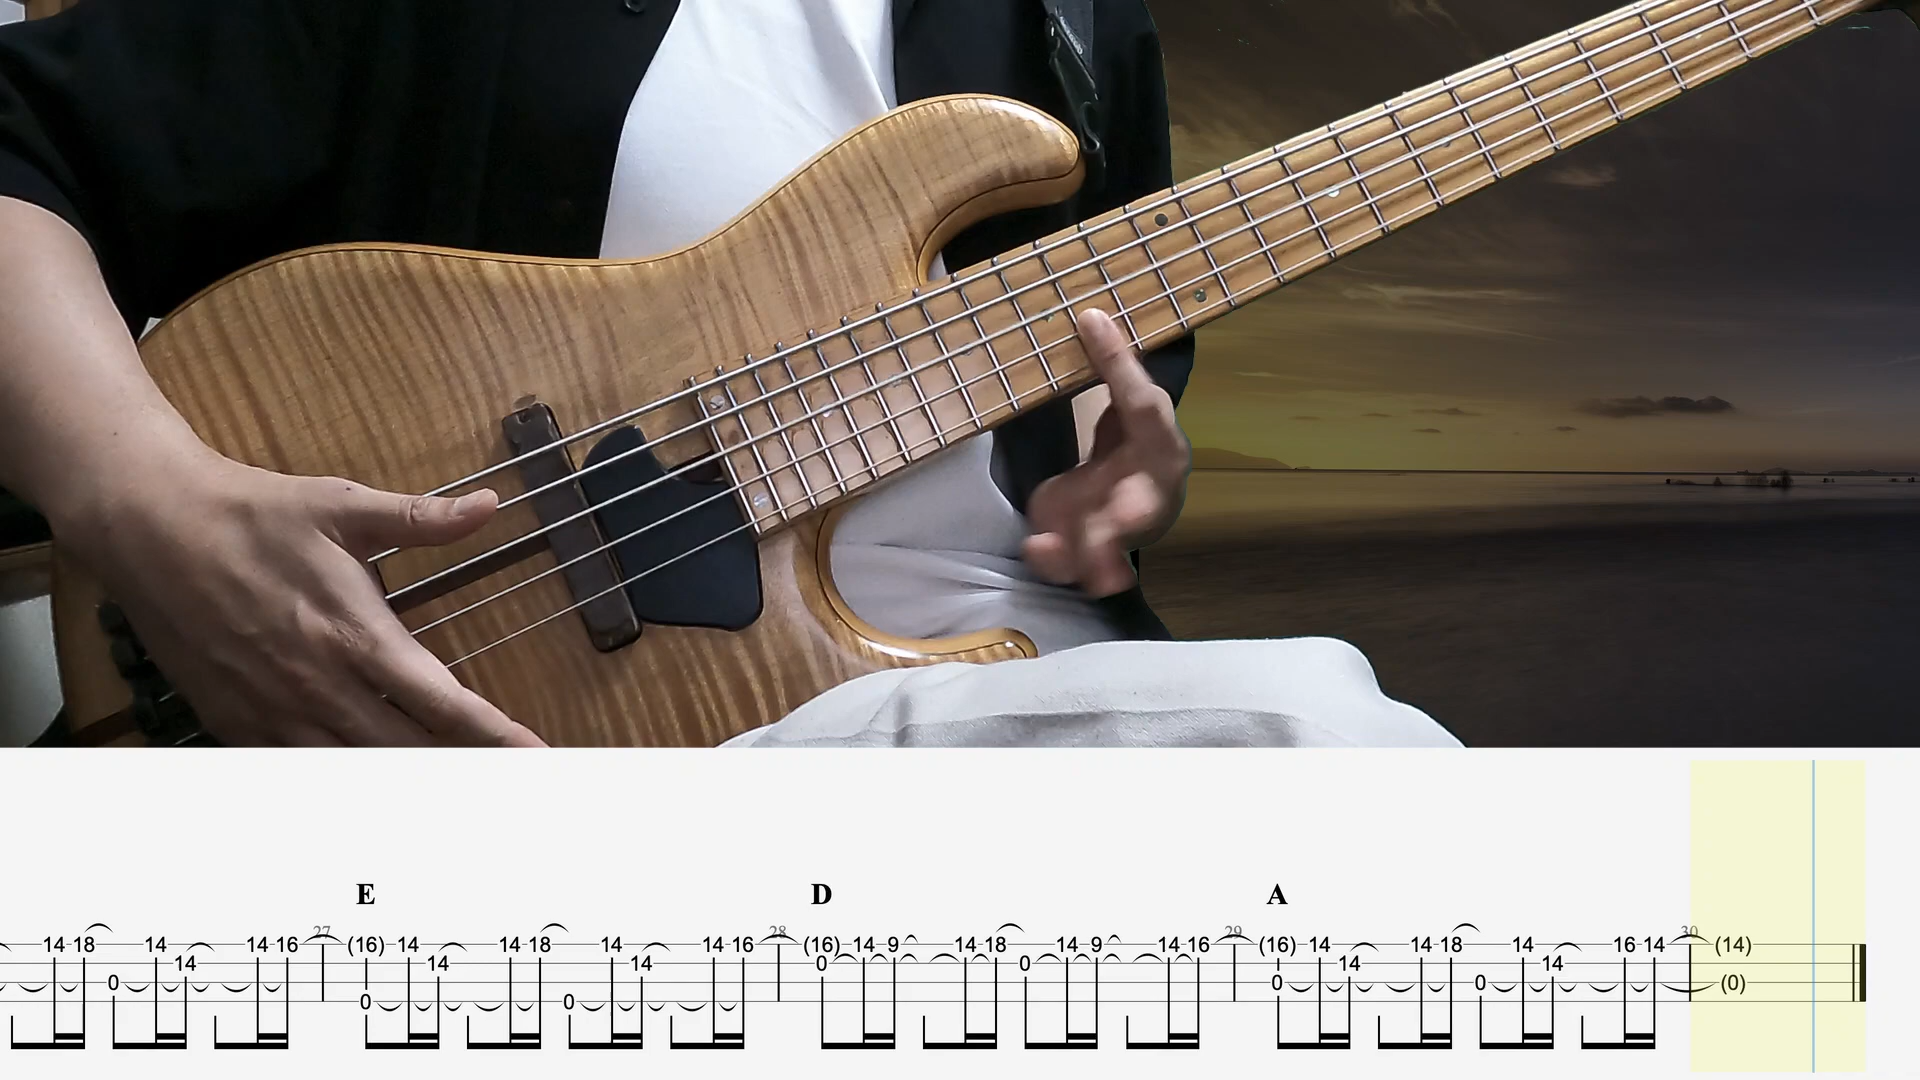 E D A
27 28 29 30
14 18 14 14 16 (16) 14 14 18 14 14 16 (16) 14 9 14 18 14 9 14 16 (16) 14 14 18 14 16 14 (14)
14 14 14 0 0 14 14
0 0 0 (0)
0 0